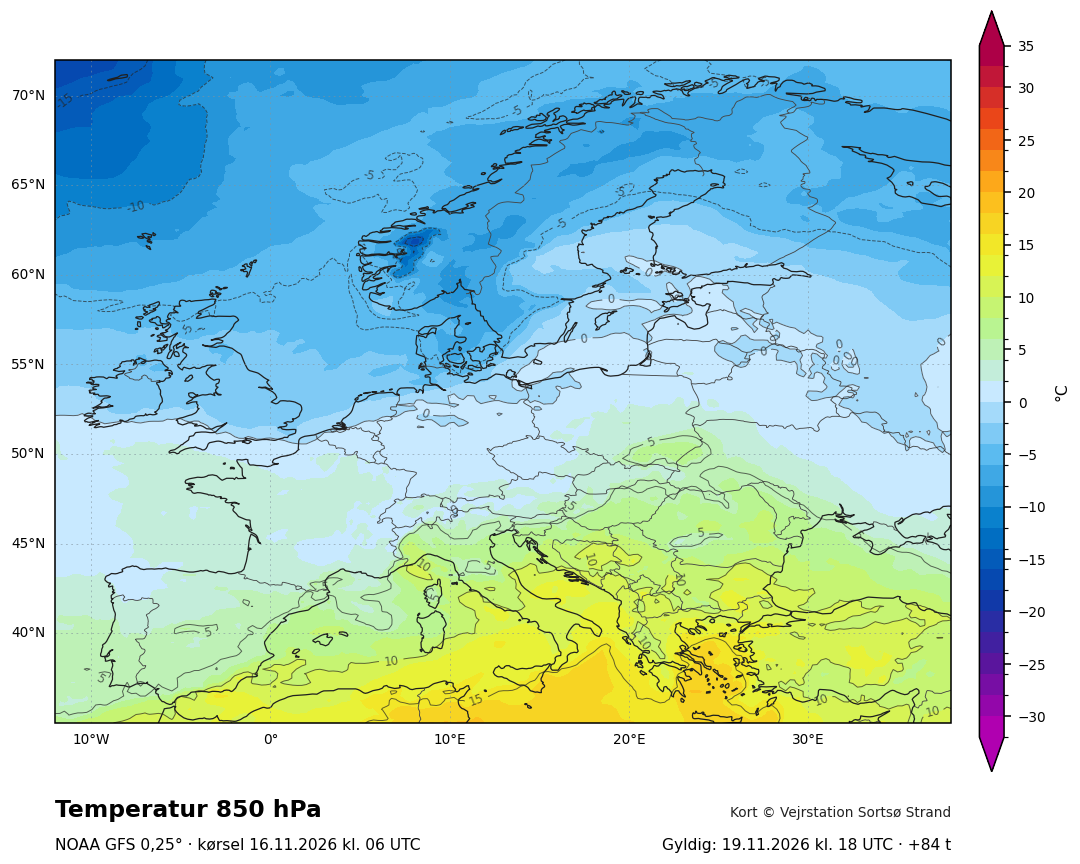 70°N
65°N
60°N
55°N
50°N
45°N
40°N
10°W 0° 10°E 20°E 30°E
35
30
25
20
15
10
5
0
−5
−10
−15
−20
−25
−30
°C
Temperatur 850 hPa
Kort © Vejrstation Sortsø Strand
NOAA GFS 0,25° · kørsel 16.11.2026 kl. 06 UTC
Gyldig: 19.11.2026 kl. 18 UTC · +84 t